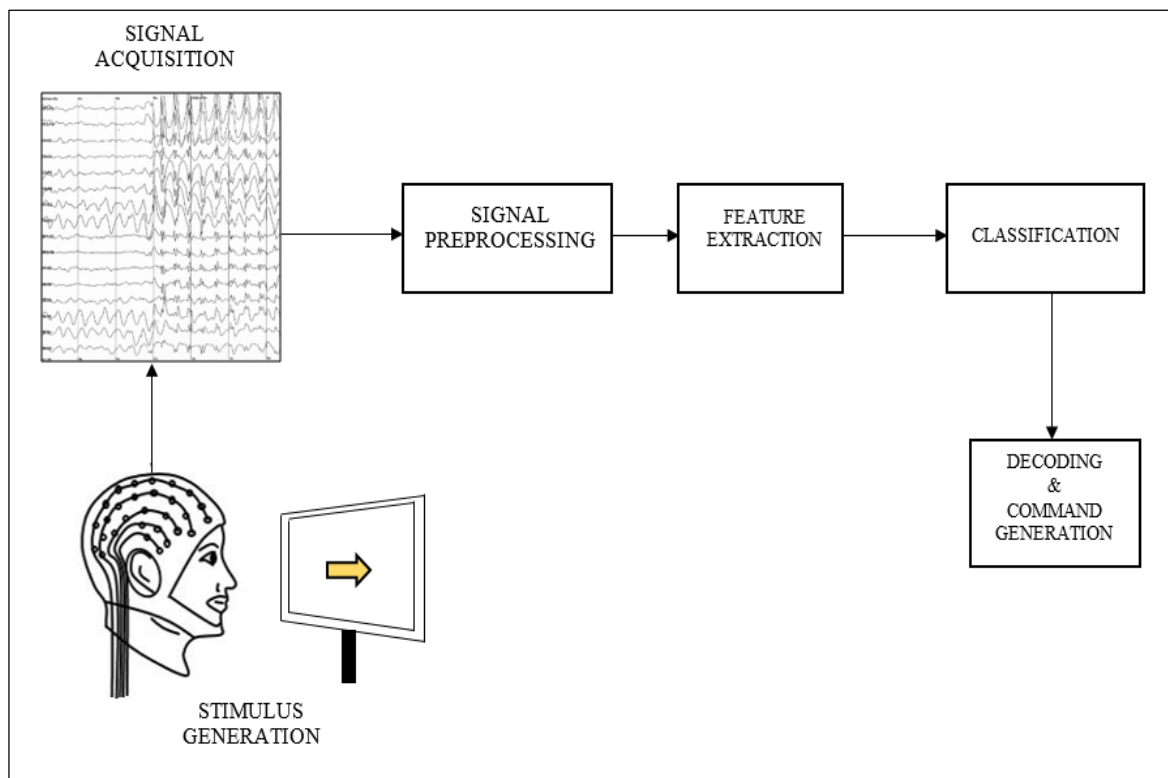 SIGNAL
ACQUISITION
SIGNAL
PREPROCESSING
FEATURE
EXTRACTION
CLASSIFICATION
DECODING
&
COMMAND
GENERATION
STIMULUS
GENERATION